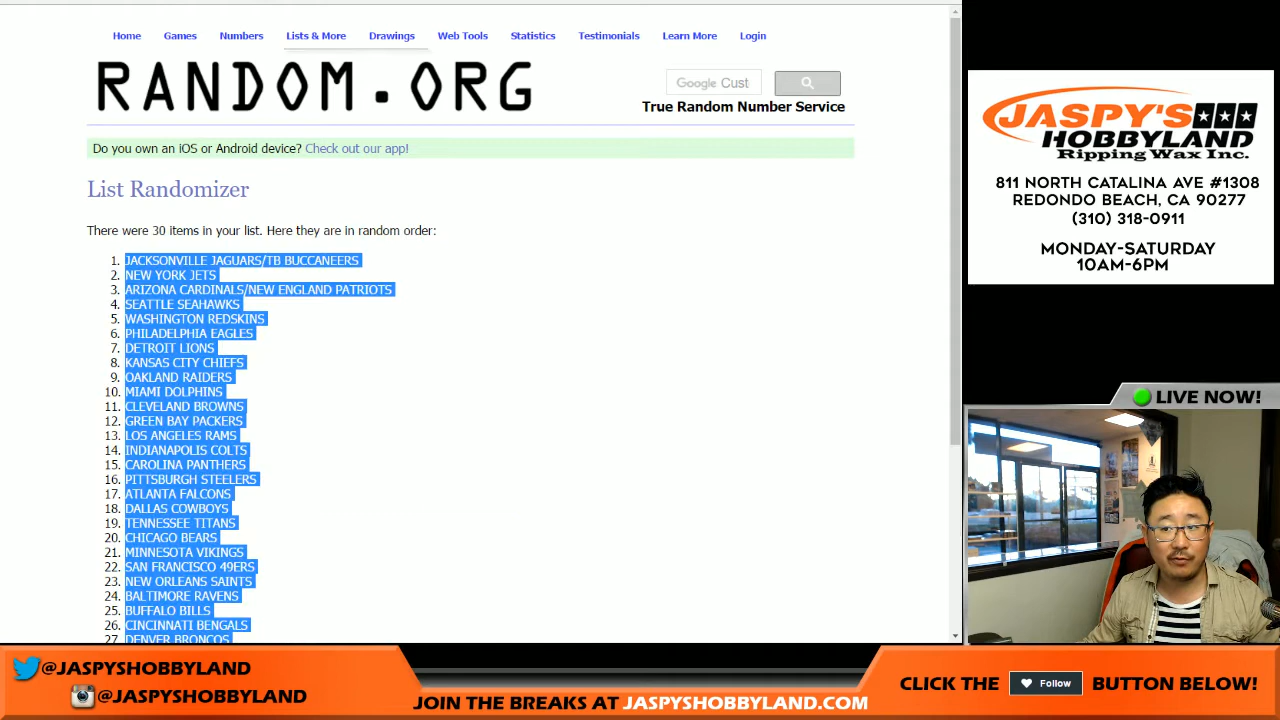 Home Games Numbers Lists & More Drawings Web Tools Statistics Testimonials Learn More Login
RANDOM.ORG
Google Cust
True Random Number Service
Do you own an iOS or Android device? Check out our app!
List Randomizer
There were 30 items in your list. Here they are in random order:
1. JACKSONVILLE JAGUARS/TB BUCCANEERS
2. NEW YORK JETS
3. ARIZONA CARDINALS/NEW ENGLAND PATRIOTS
4. SEATTLE SEAHAWKS
5. WASHINGTON REDSKINS
6. PHILADELPHIA EAGLES
7. DETROIT LIONS
8. KANSAS CITY CHIEFS
9. OAKLAND RAIDERS
10. MIAMI DOLPHINS
11. CLEVELAND BROWNS
12. GREEN BAY PACKERS
13. LOS ANGELES RAMS
14. INDIANAPOLIS COLTS
15. CAROLINA PANTHERS
16. PITTSBURGH STEELERS
17. ATLANTA FALCONS
18. DALLAS COWBOYS
19. TENNESSEE TITANS
20. CHICAGO BEARS
21. MINNESOTA VIKINGS
22. SAN FRANCISCO 49ERS
23. NEW ORLEANS SAINTS
24. BALTIMORE RAVENS
25. BUFFALO BILLS
26. CINCINNATI BENGALS
27. DENVER BRONCOS
JASPY'S
HOBBYLAND
Ripping Wax Inc.
811 NORTH CATALINA AVE #1308
REDONDO BEACH, CA 90277
(310) 318-0911
MONDAY-SATURDAY
10AM-6PM
LIVE NOW!
@JASPYSHOBBYLAND
@JASPYSHOBBYLAND
JOIN THE BREAKS AT JASPYSHOBBYLAND.COM
CLICK THE Follow BUTTON BELOW!